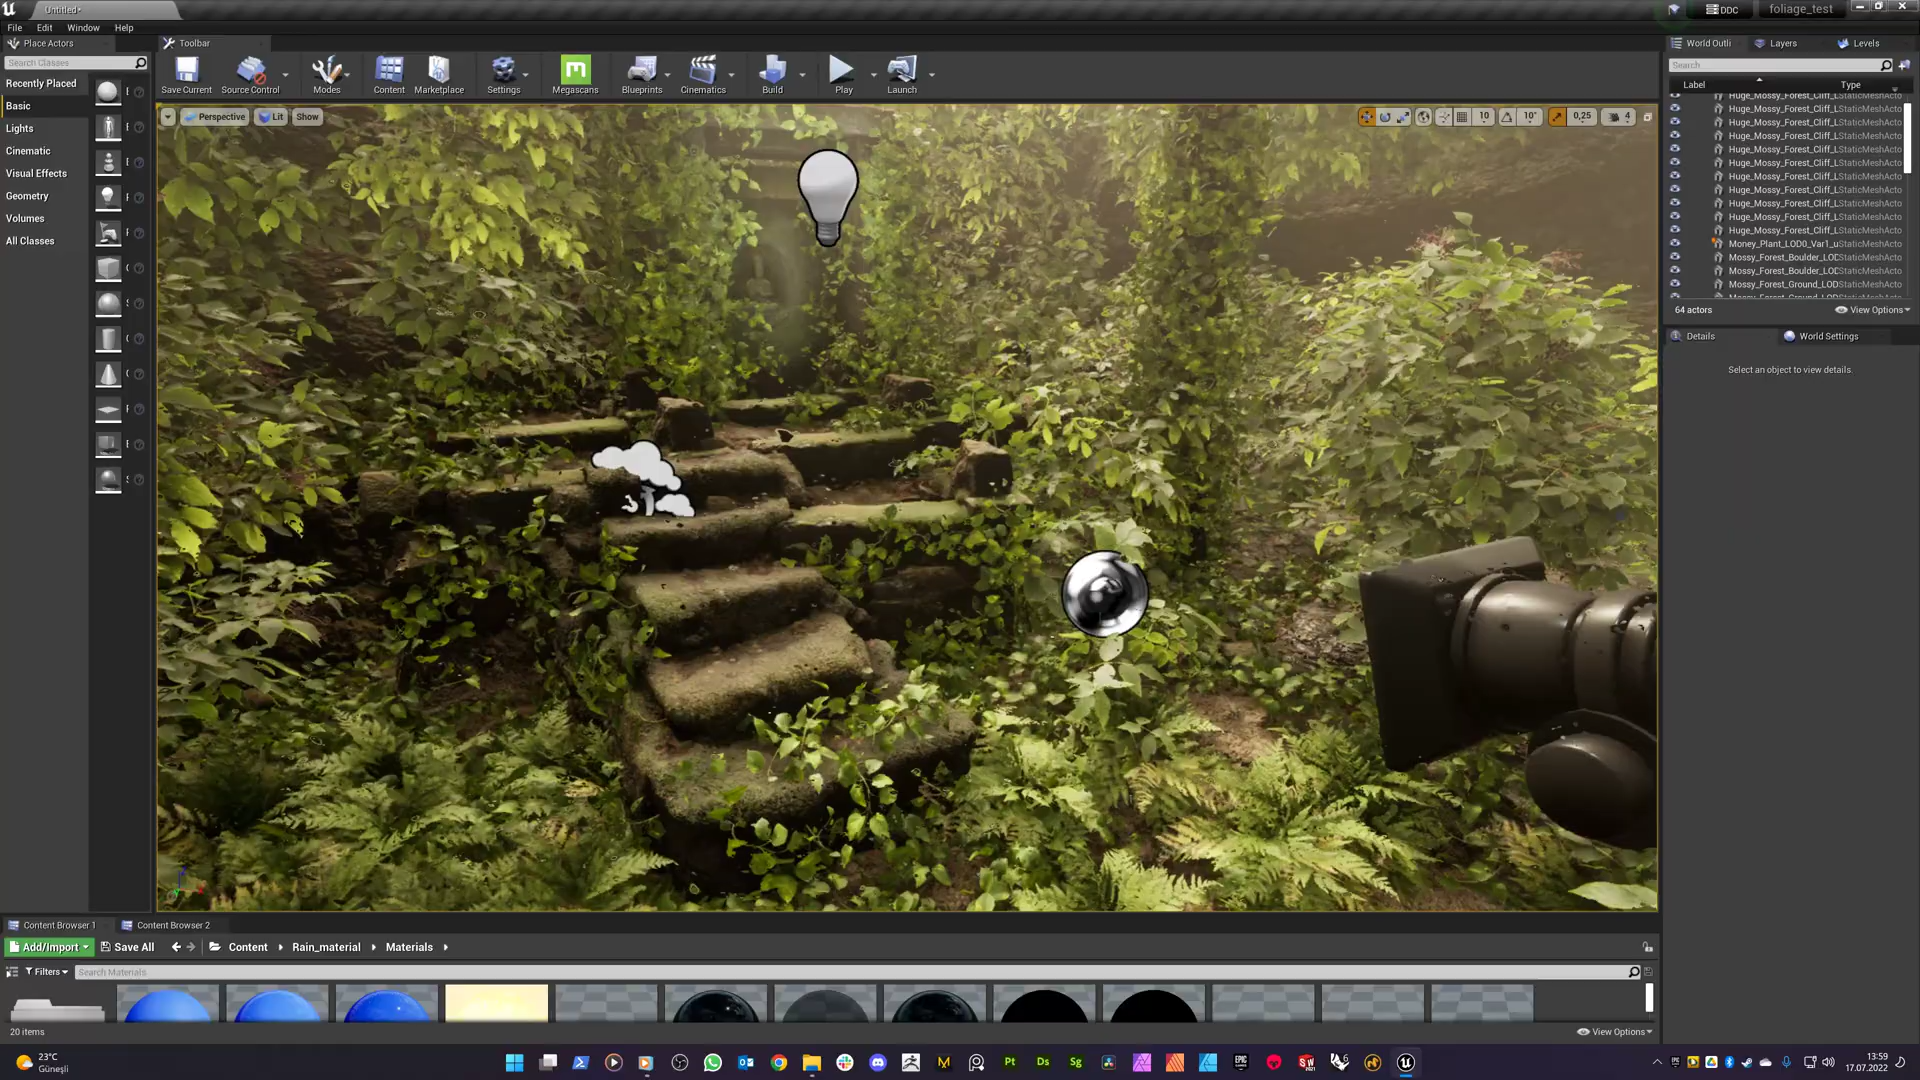 Untitled•
DDC
foliage_test
File Edit Window Help
Place Actors
Toolbar
World Outli
Layers
Levels
Search Classes
Recently Placed
Basic
Lights
Cinematic
Visual Effects
Geometry
Volumes
All Classes
Save Current
Source Control
Modes
Content
Marketplace
Settings
Megascans
Blueprints
Cinematics
Build
Play
Launch
Perspective
Lit
Show
10
10°
0,25
4
Search...
Label
Type
Huge_Mossy_Forest_Cliff_L StaticMeshActo
Huge_Mossy_Forest_Cliff_L StaticMeshActo
Huge_Mossy_Forest_Cliff_L StaticMeshActo
Huge_Mossy_Forest_Cliff_L StaticMeshActo
Huge_Mossy_Forest_Cliff_L StaticMeshActo
Huge_Mossy_Forest_Cliff_L StaticMeshActo
Huge_Mossy_Forest_Cliff_L StaticMeshActo
Huge_Mossy_Forest_Cliff_L StaticMeshActo
Huge_Mossy_Forest_Cliff_L StaticMeshActo
Huge_Mossy_Forest_Cliff_L StaticMeshActo
Money_Plant_LOD0_Var1_u StaticMeshActo
Mossy_Forest_Boulder_LOD StaticMeshActo
Mossy_Forest_Boulder_LOD StaticMeshActo
Mossy_Forest_Ground_LOD StaticMeshActo
64 actors
View Options
Details
World Settings
Select an object to view details.
Content Browser 1
Content Browser 2
Add/Import
Save All
Content
Rain_material
Materials
Filters
Search Materials
20 items
View Options
23°C
Güneşli
Pt
Ds
Sg
13:59
17.07.2022